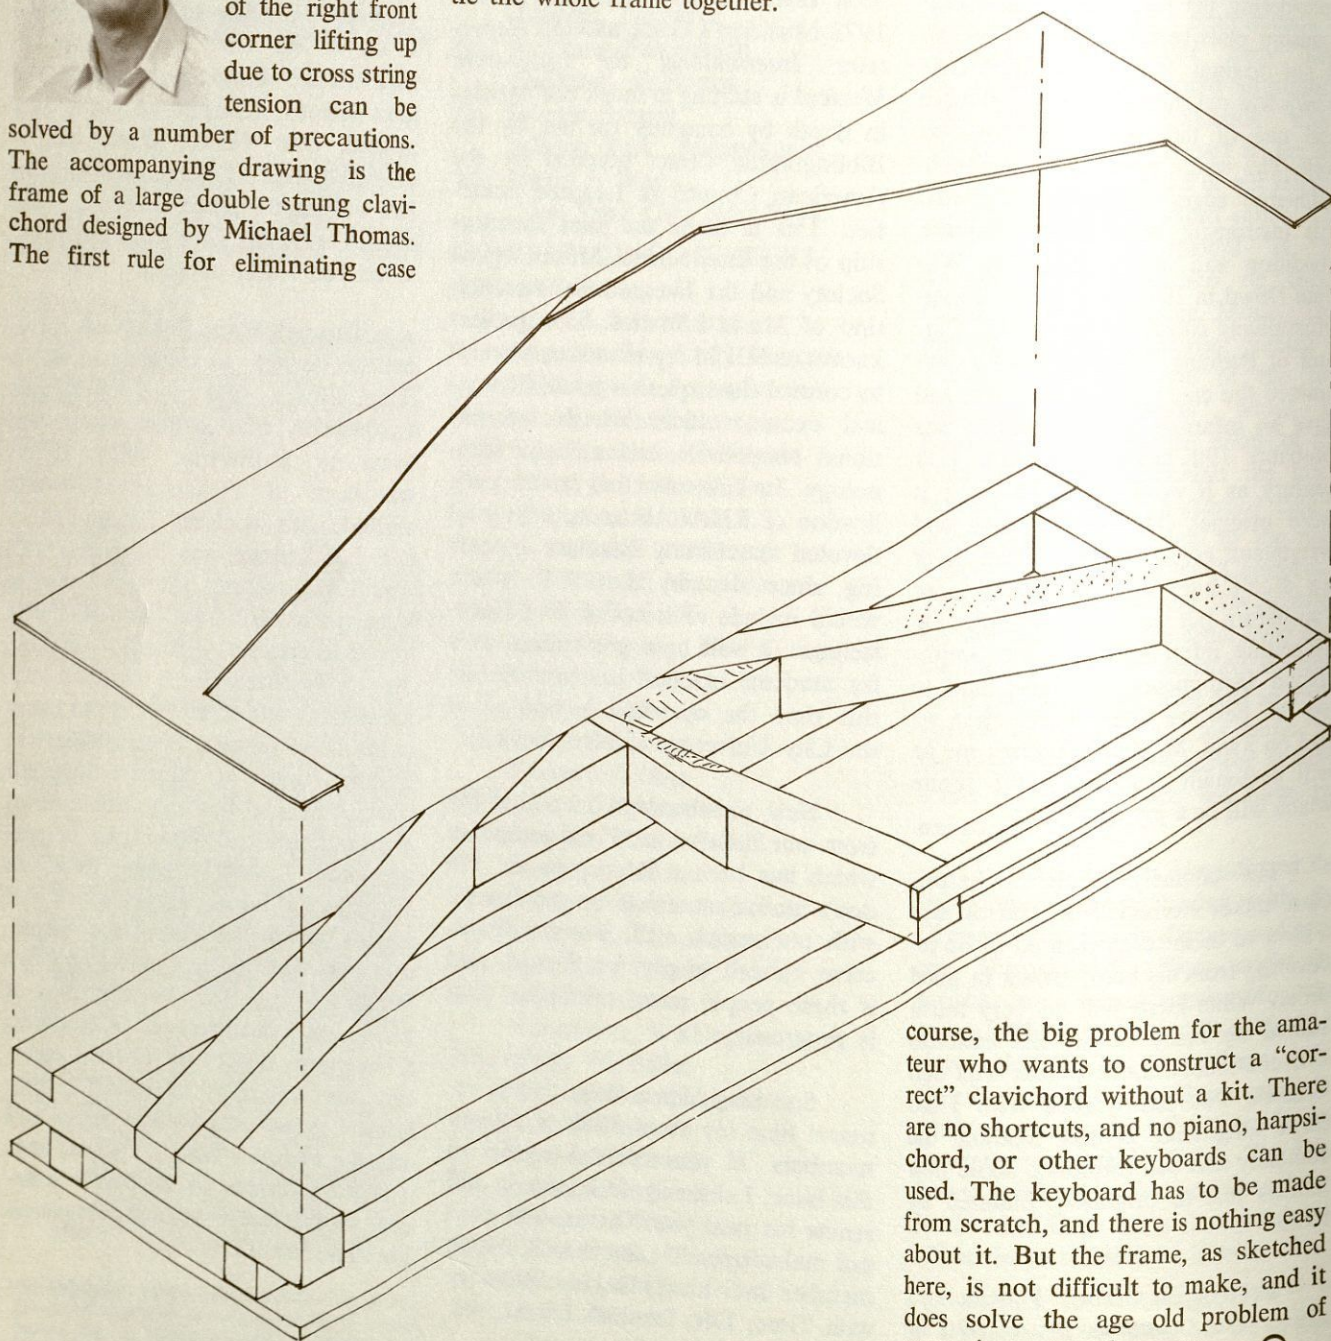 of the right front
corner lifting up
due to cross string
tension can be
solved by a number of precautions.
The accompanying drawing is the
frame of a large double strung clavi-
chord designed by Michael Thomas.
The first rule for eliminating case
tie the whole frame together.
course, the big problem for the ama-
teur who wants to construct a “cor-
rect” clavichord without a kit. There
are no shortcuts, and no piano, harpsi-
chord, or other keyboards can be
used. The keyboard has to be made
from scratch, and there is nothing easy
about it. But the frame, as sketched
here, is not difficult to make, and it
does solve the age old problem of